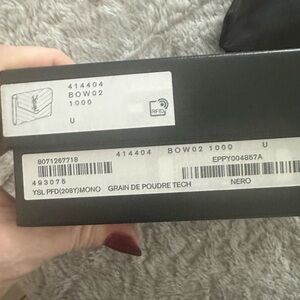 414404
BOW02
1000
U
RFID
414404 BOW02 1000 U
8071267718 EPPY004857A
493075
YSL PFD(208Y)MONO GRAIN DE POUDRE TECH NERO